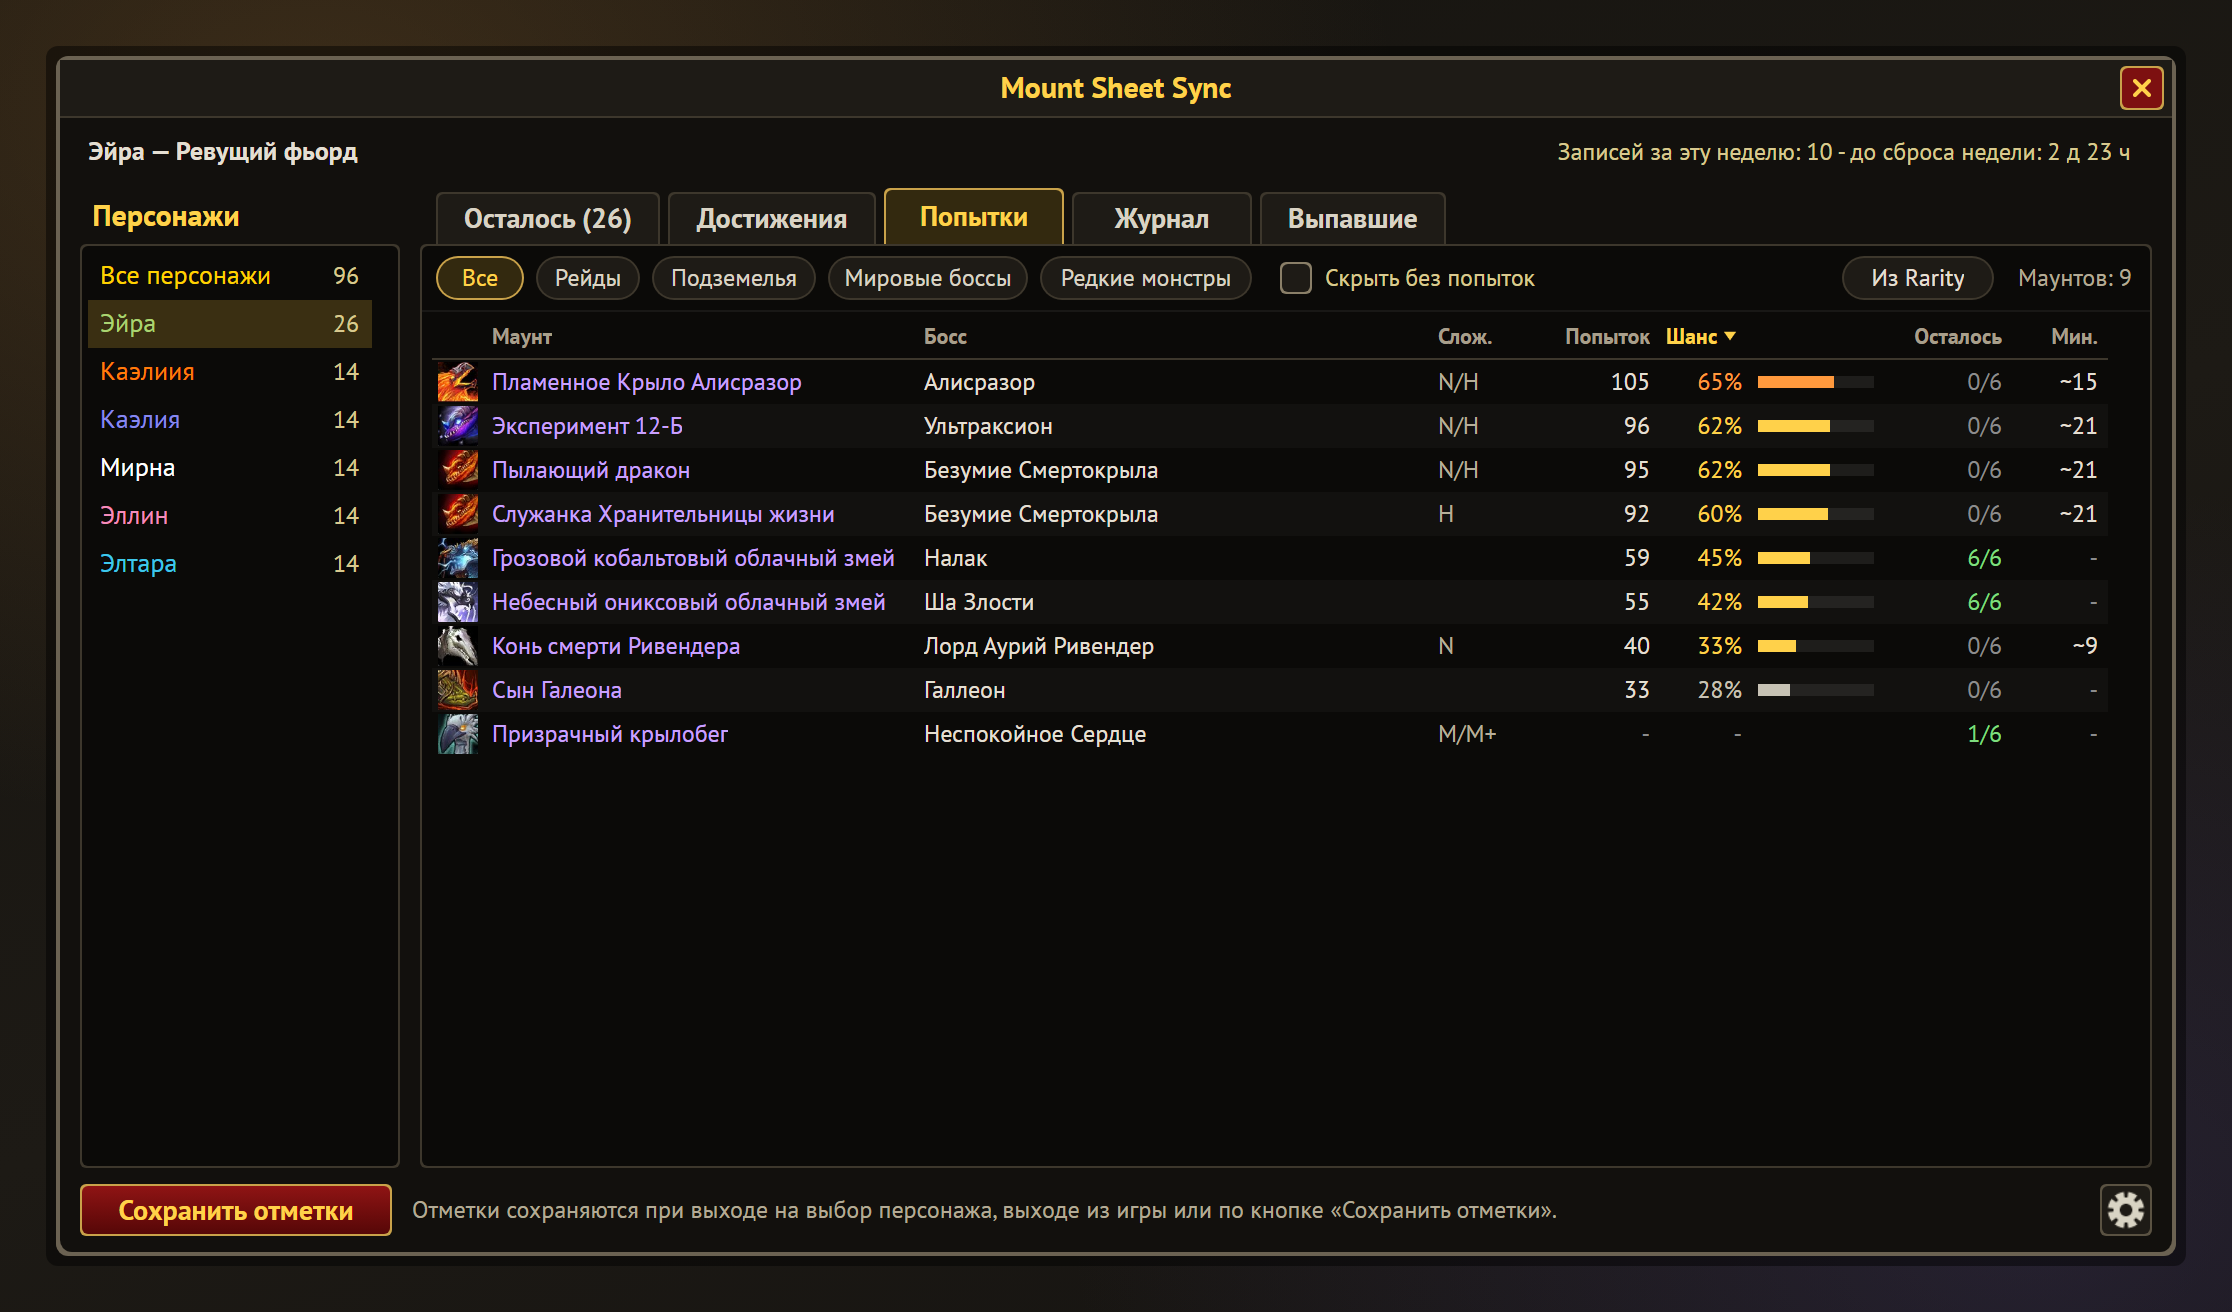 Mount Sheet Sync
Эйра — Ревущий фьорд
Записей за эту неделю: 10 - до сброса недели: 2 д 23 ч
Персонажи
Все персонажи 96
Эйра 26
Каэлиия 14
Каэлия 14
Мирна 14
Эллин 14
Элтара 14
Осталось (26) Достижения Попытки Журнал Выпавшие
Все Рейды Подземелья Мировые боссы Редкие монстры Скрыть без попыток Из Rarity Маунтов: 9
Маунт Босс Слож. Попыток Шанс Осталось Мин.
Пламенное Крыло Алисразор Алисразор N/H 105 65% 0/6 ~15
Эксперимент 12-Б Ультраксион N/H 96 62% 0/6 ~21
Пылающий дракон Безумие Смертокрыла N/H 95 62% 0/6 ~21
Служанка Хранительницы жизни Безумие Смертокрыла H 92 60% 0/6 ~21
Грозовой кобальтовый облачный змей Налак 59 45% 6/6 -
Небесный ониксовый облачный змей Ша Злости 55 42% 6/6 -
Конь смерти Ривендера Лорд Аурий Ривендер N 40 33% 0/6 ~9
Сын Галеона Галлеон 33 28% 0/6 -
Призрачный крылобег Неспокойное Сердце M/M+ - - 1/6 -
Сохранить отметки
Отметки сохраняются при выходе на выбор персонажа, выходе из игры или по кнопке «Сохранить отметки».